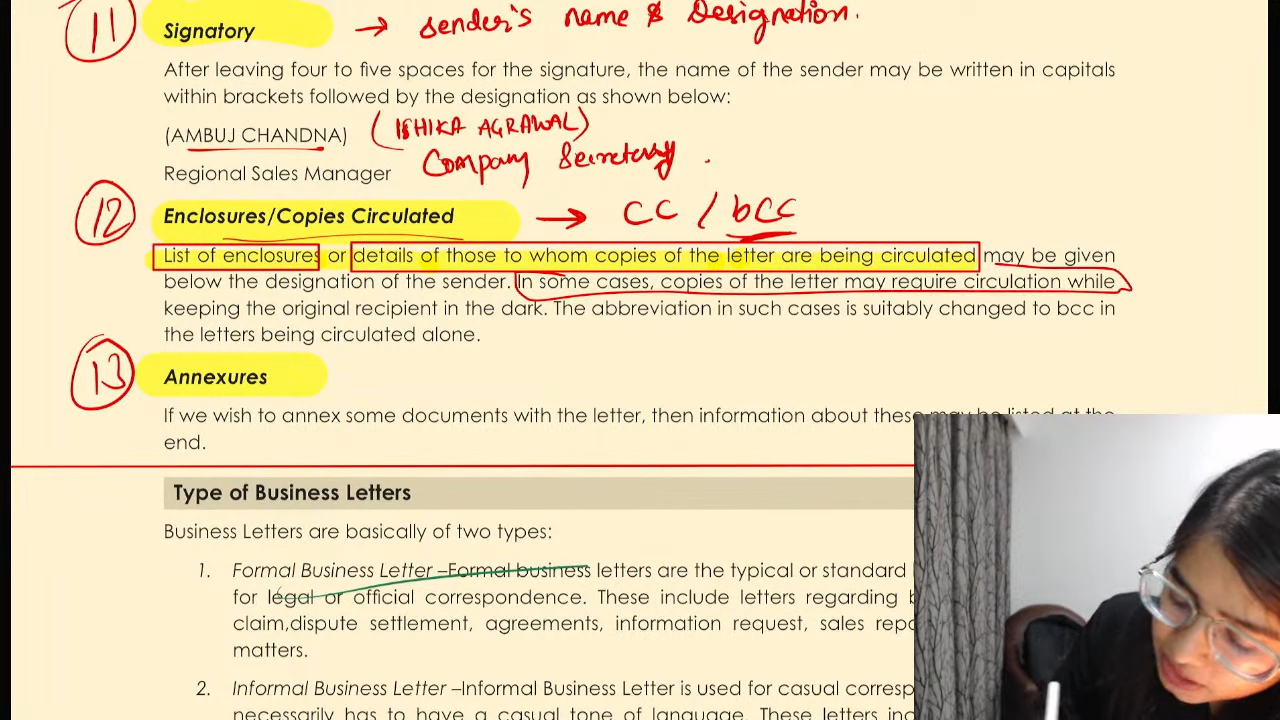 11 Signatory → sender's name & Designation.
After leaving four to five spaces for the signature, the name of the sender may be written in capitals
within brackets followed by the designation as shown below:
(AMBUJ CHANDNA) (ISHIKA AGRAWAL)
Regional Sales Manager Company Secretary.
12 Enclosures/Copies Circulated → CC / bCC
List of enclosures or details of those to whom copies of the letter are being circulated may be given
below the designation of the sender. In some cases, copies of the letter may require circulation while
keeping the original recipient in the dark. The abbreviation in such cases is suitably changed to bcc in
the letters being circulated alone.
13 Annexures
If we wish to annex some documents with the letter, then information about these may be listed at the
end.
Type of Business Letters
Business Letters are basically of two types:
1. Formal Business Letter –Formal business letters are the typical or standard
for legal or official correspondence. These include letters regarding
claim,dispute settlement, agreements, information request, sales
matters.
2. Informal Business Letter –Informal Business Letter is used for casual
necessarily has to have a casual tone of language. These letters